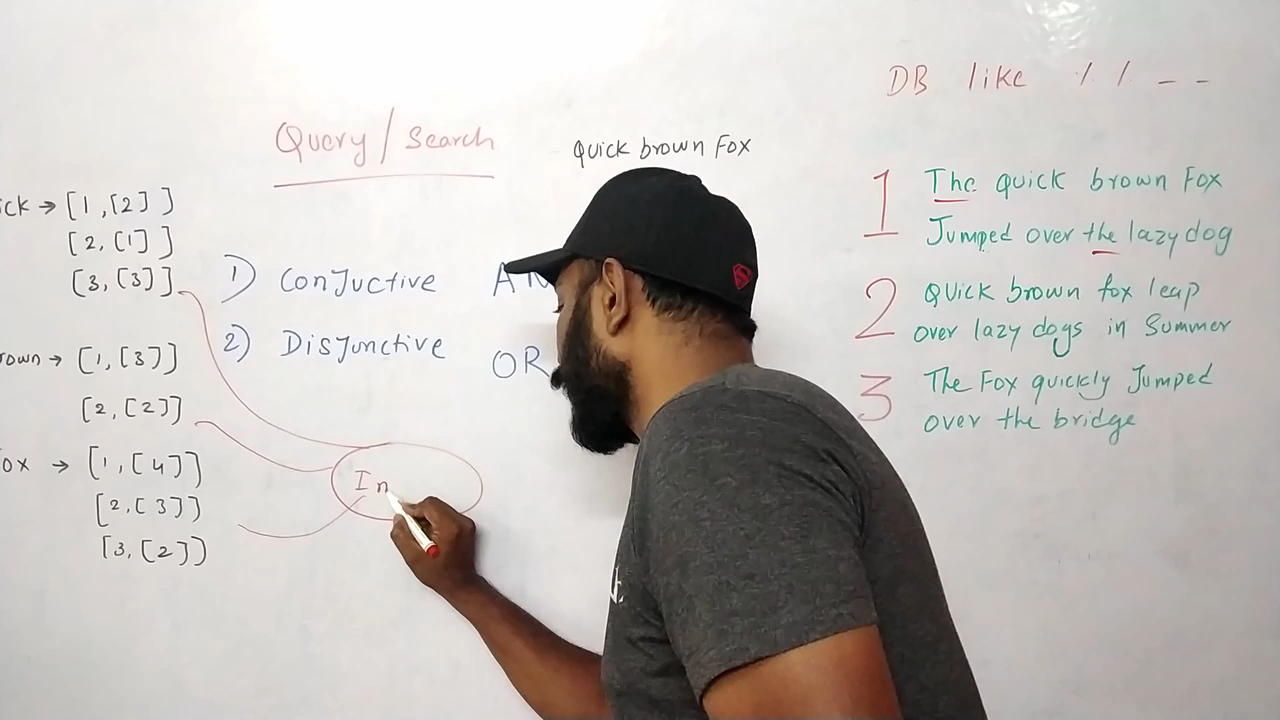 DB like % % _ _
Query / Search
Quick brown Fox
ick → [1, [2] ]
[2, [1] ]
[3, [3] ]
rown → [1, [3]]
[2, [2]]
ox → [1, [4]]
[2, [3]]
[3, [2])
1) Conjuctive AN
2) Disjunctive OR
In
1 The quick brown Fox
Jumped over the lazy dog
2 Quick brown fox leap
over lazy dogs in Summer
3 The Fox quickly Jumped
over the bridge